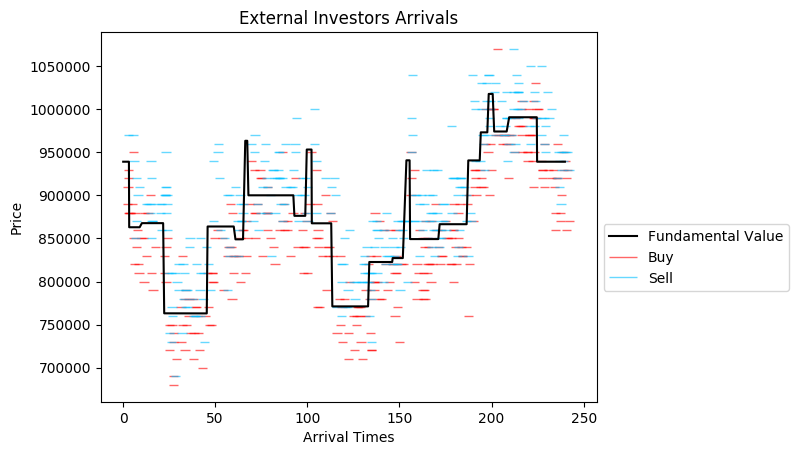 External Investors Arrivals
Price
1050000
1000000
950000
900000
850000
800000
750000
700000
0
50
100
150
200
250
Arrival Times
Fundamental Value
Buy
Sell